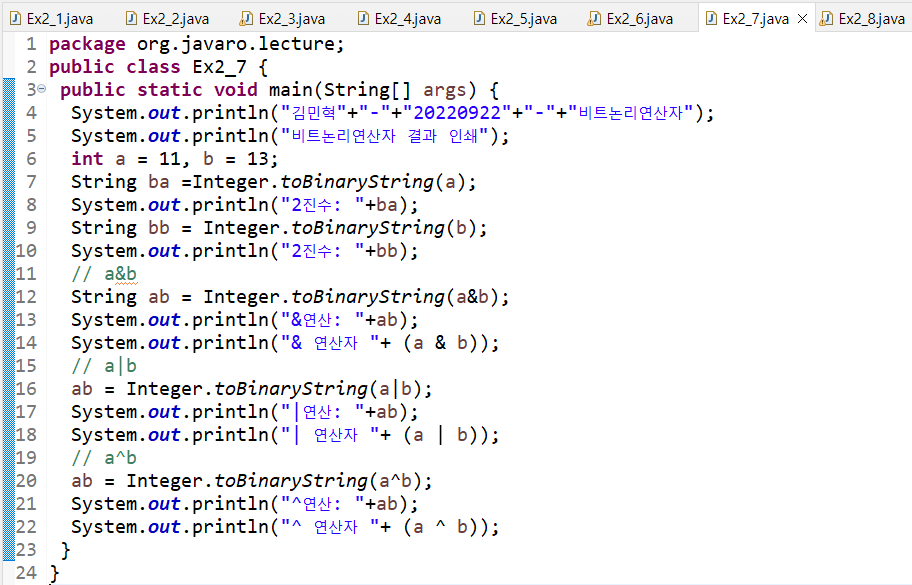 Ex2_1.java Ex2_2.java Ex2_3.java Ex2_4.java Ex2_5.java Ex2_6.java Ex2_7.java Ex2_8.java
1 package org.javaro.lecture;
2 public class Ex2_7 {
3 public static void main(String[] args) {
4 System.out.println("김민혁"+"-"+"20220922"+"-"+"비트논리연산자");
5 System.out.println("비트논리연산자 결과 인쇄");
6 int a = 11, b = 13;
7 String ba =Integer.toBinaryString(a);
8 System.out.println("2진수: "+ba);
9 String bb = Integer.toBinaryString(b);
10 System.out.println("2진수: "+bb);
11 // a&b
12 String ab = Integer.toBinaryString(a&b);
13 System.out.println("&연산: "+ab);
14 System.out.println("& 연산자 "+ (a & b));
15 // a|b
16 ab = Integer.toBinaryString(a|b);
17 System.out.println("|연산: "+ab);
18 System.out.println("| 연산자 "+ (a | b));
19 // a^b
20 ab = Integer.toBinaryString(a^b);
21 System.out.println("^연산: "+ab);
22 System.out.println("^ 연산자 "+ (a ^ b));
23 }
24 }